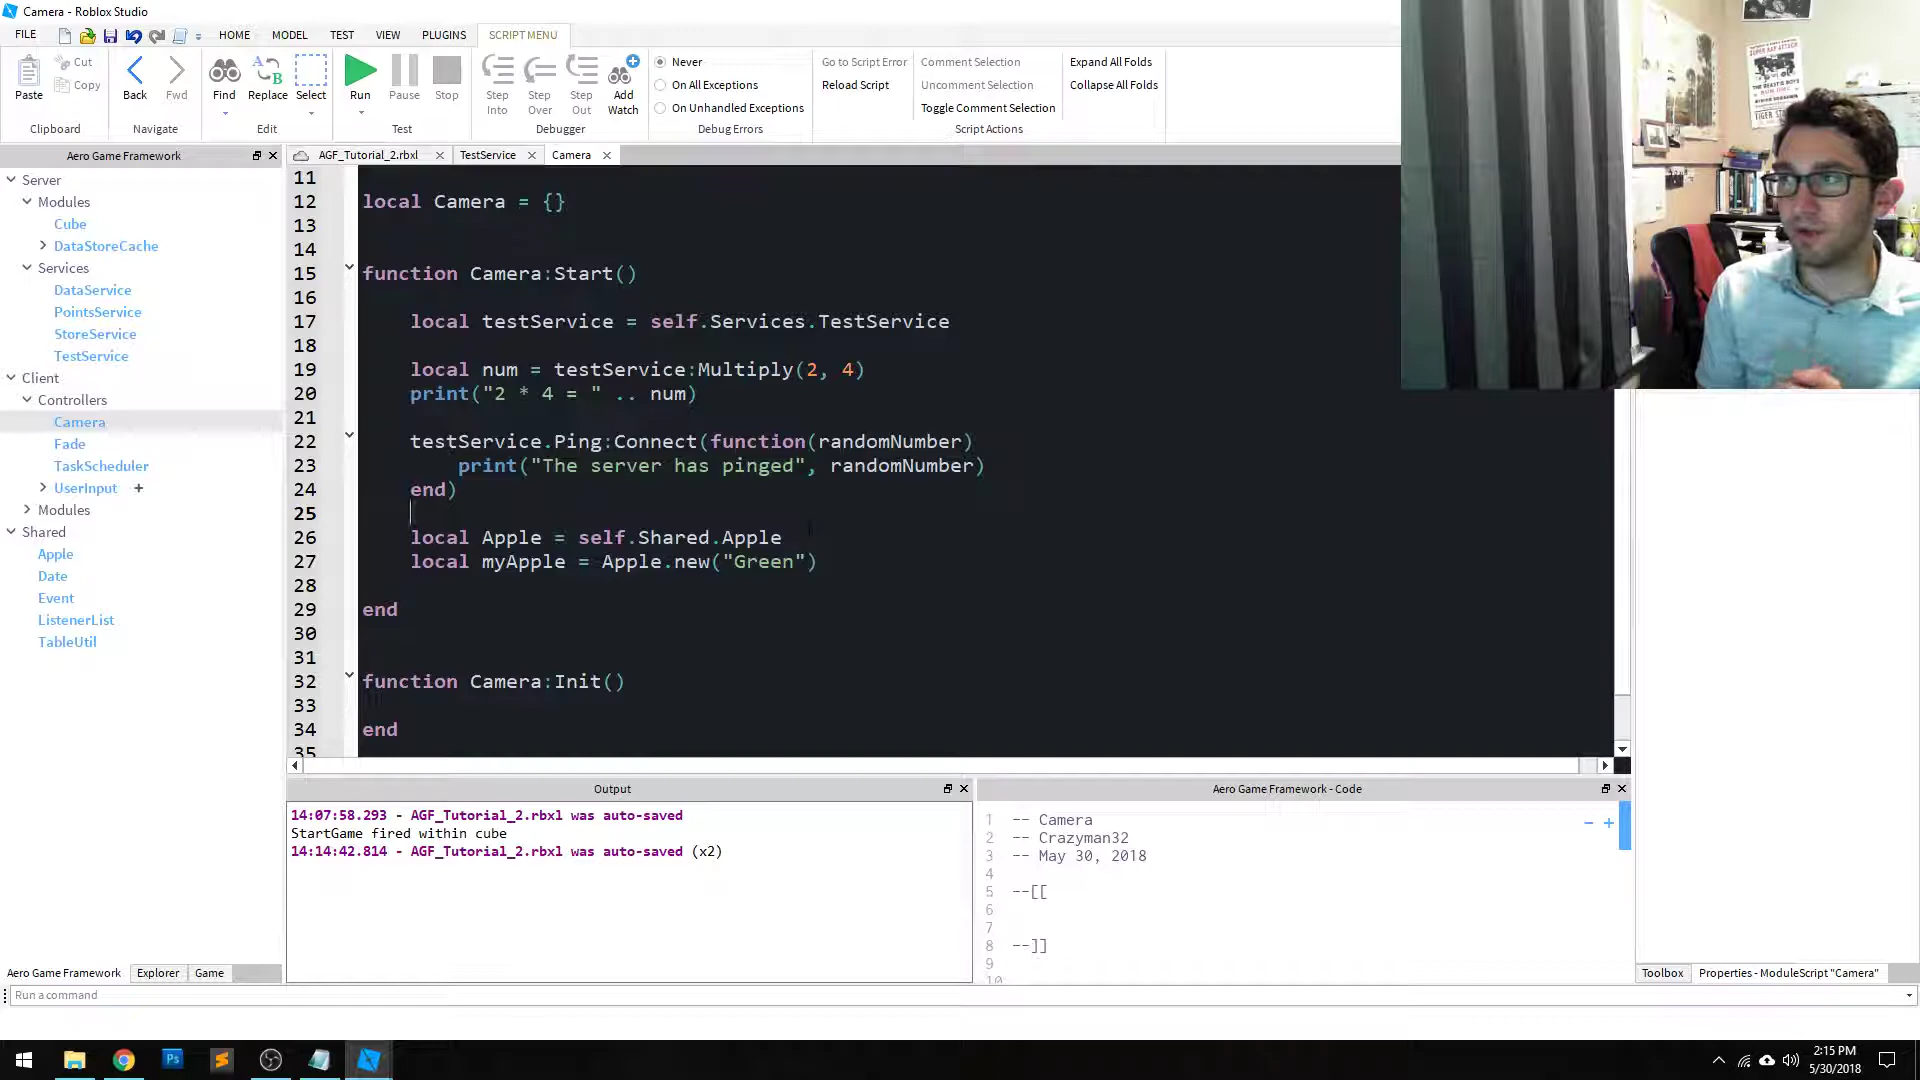 Camera - Roblox Studio
FILE
HOME
MODEL
TEST
VIEW
PLUGINS
SCRIPT MENU
Paste
Cut
Copy
Clipboard
Back
Fwd
Navigate
Find
Replace
Select
Edit
Run
Pause
Stop
Test
Step Into
Step Over
Step Out
Add Watch
Debugger
Never
On All Exceptions
On Unhandled Exceptions
Debug Errors
Go to Script Error
Reload Script
Comment Selection
Uncomment Selection
Toggle Comment Selection
Script Actions
Expand All Folds
Collapse All Folds
Aero Game Framework
Server
Modules
Cube
DataStoreCache
Services
DataService
PointsService
StoreService
TestService
Client
Controllers
Camera
Fade
TaskScheduler
UserInput +
Modules
Shared
Apple
Date
Event
ListenerList
TableUtil
AGF_Tutorial_2.rbxl
TestService
Camera
11
12 local Camera = {}
13
14
15 function Camera:Start()
16
17 local testService = self.Services.TestService
18
19 local num = testService:Multiply(2, 4)
20 print("2 * 4 = " .. num)
21
22 testService.Ping:Connect(function(randomNumber)
23 print("The server has pinged", randomNumber)
24 end)
25
26 local Apple = self.Shared.Apple
27 local myApple = Apple.new("Green")
28
29 end
30
31
32 function Camera:Init()
33
34 end
35
Output
14:07:58.293 - AGF_Tutorial_2.rbxl was auto-saved
StartGame fired within cube
14:14:42.814 - AGF_Tutorial_2.rbxl was auto-saved (x2)
Aero Game Framework - Code
1 -- Camera
2 -- Crazyman32
3 -- May 30, 2018
4
5 --[[
6
7
8 --]]
9
10
- +
Aero Game Framework
Explorer
Game
Toolbox
Properties - ModuleScript "Camera"
Run a command
Ps
2:15 PM
5/30/2018